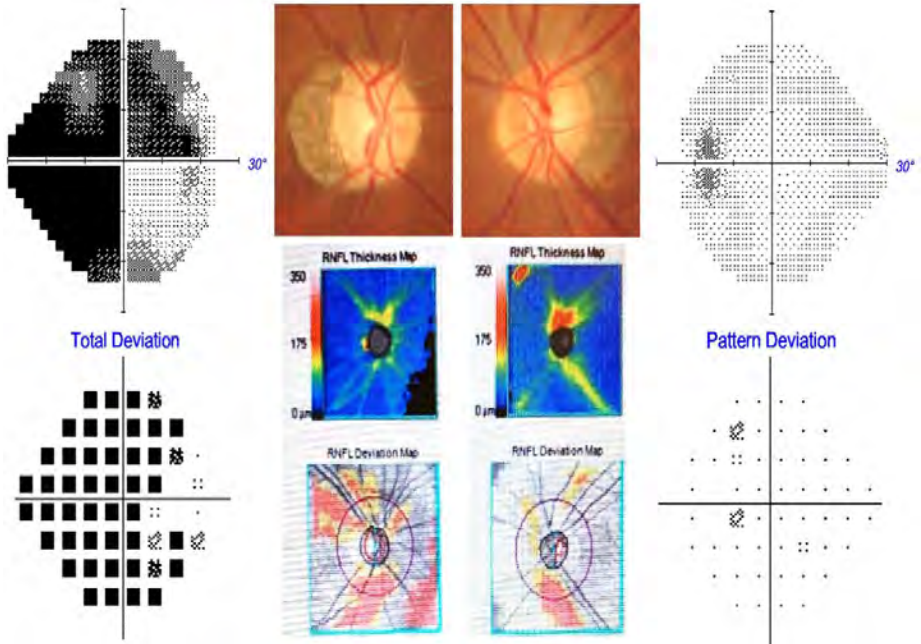 30°
30°
RNFL Thickness Map
RNFL Thickness Map
350
350
175
175
0 µm
0 µm
Total Deviation
Pattern Deviation
RNFL Deviation Map
RNFL Deviation Map